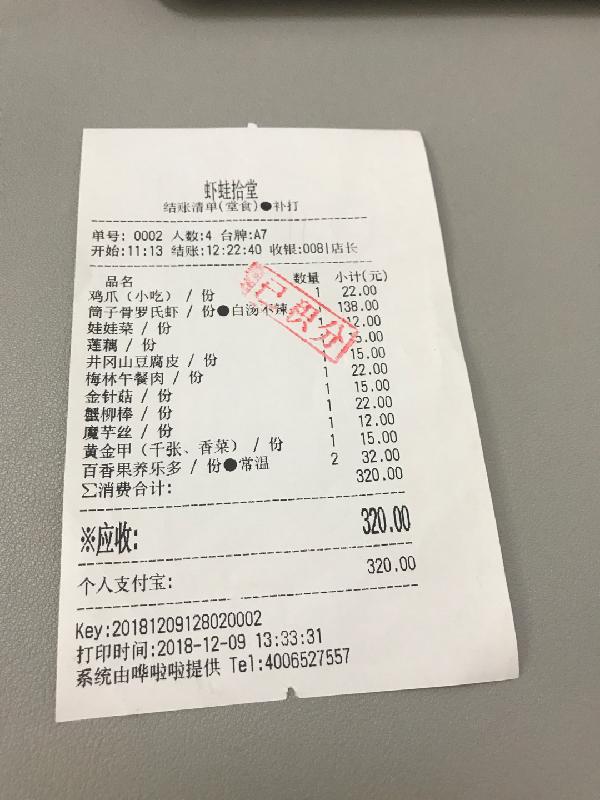 虾蛙拾堂
结账清单(堂食)●补打
单号: 0002 人数:4 台牌:A7
开始:11:13 结账:12:22:40 收银:008|店长
品名 数量 小计(元)
鸡爪（小吃） / 份 1 22.00
筒子骨罗氏虾 / 份●白汤不辣 138.00
娃娃菜 / 份 1 12.00
莲藕 / 份 1 15.00
井冈山豆腐皮 / 份 1 15.00
梅林午餐肉 / 份 1 22.00
金针菇 / 份 1 15.00
蟹柳棒 / 份 1 22.00
魔芋丝 / 份 1 12.00
黄金甲（千张、香菜） / 份 1 15.00
百香果养乐多 / 份●常温 2 32.00
∑消费合计: 320.00
已积分
※应收: 320.00
个人支付宝: 320.00
Key:20181209128020002
打印时间:2018-12-09 13:33:31
系统由哗啦啦提供 Tel:4006527557